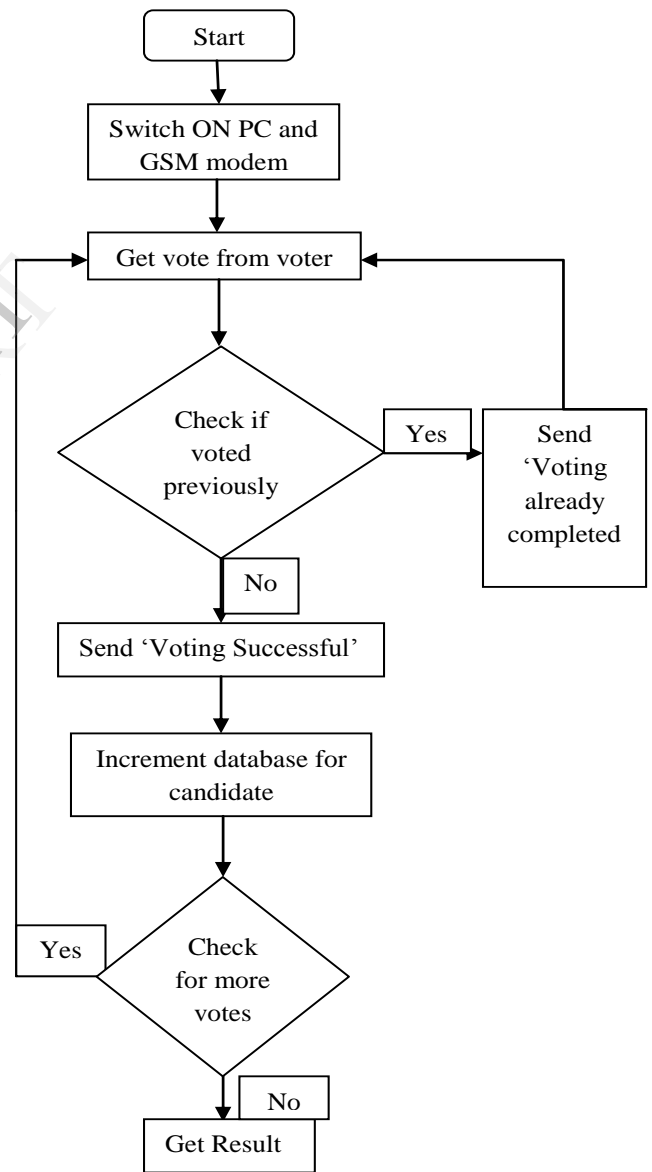 Start
Switch ON PC and
GSM modem
Get vote from voter
Check if
voted
previously
Yes
Send
‘Voting
already
completed
No
Send ‘Voting Successful’
Increment database for
candidate
Yes
Check
for more
votes
No
Get Result